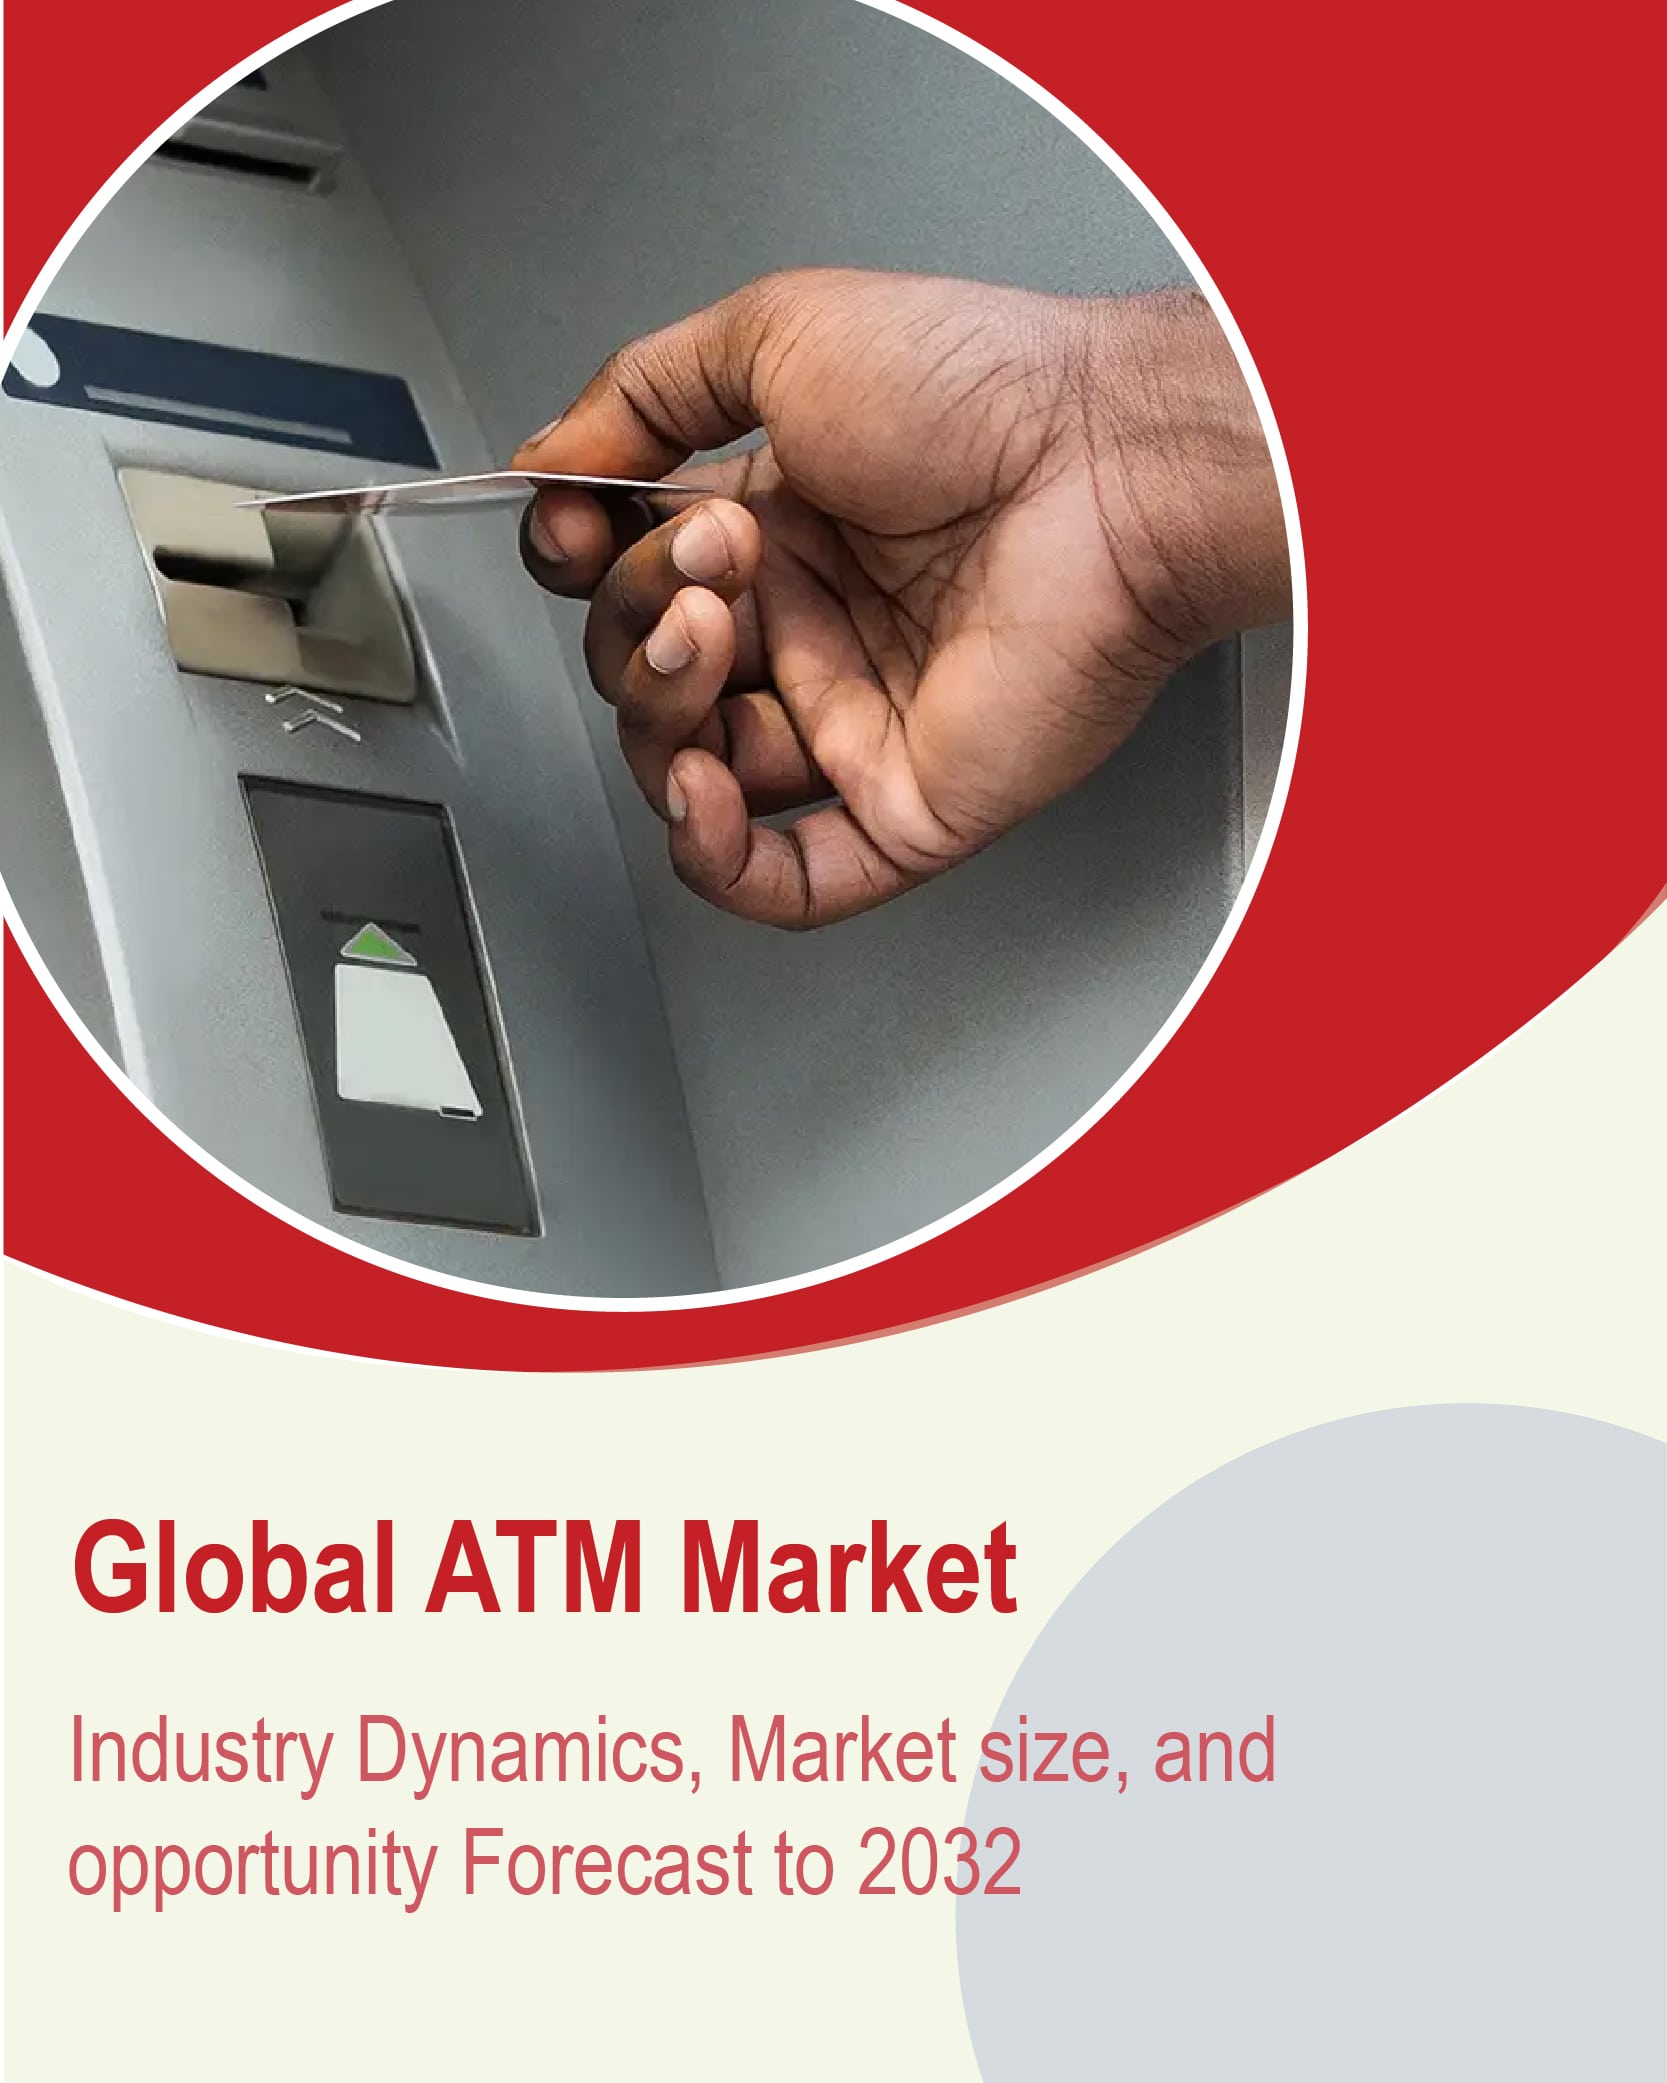 Global ATM Market
Industry Dynamics, Market size, and
opportunity Forecast to 2032